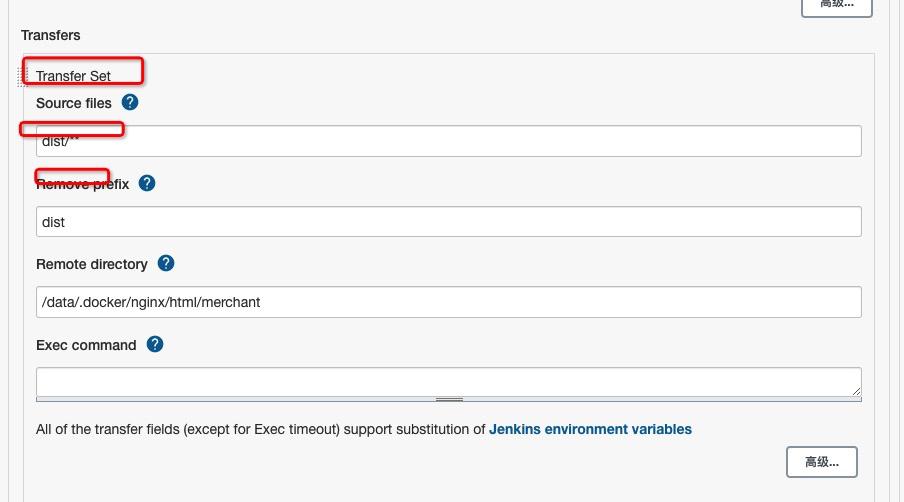 高级...
Transfers
Transfer Set
Source files ?
dist/**
Remove prefix ?
dist
Remote directory ?
/data/.docker/nginx/html/merchant
Exec command ?
All of the transfer fields (except for Exec timeout) support substitution of Jenkins environment variables
高级...